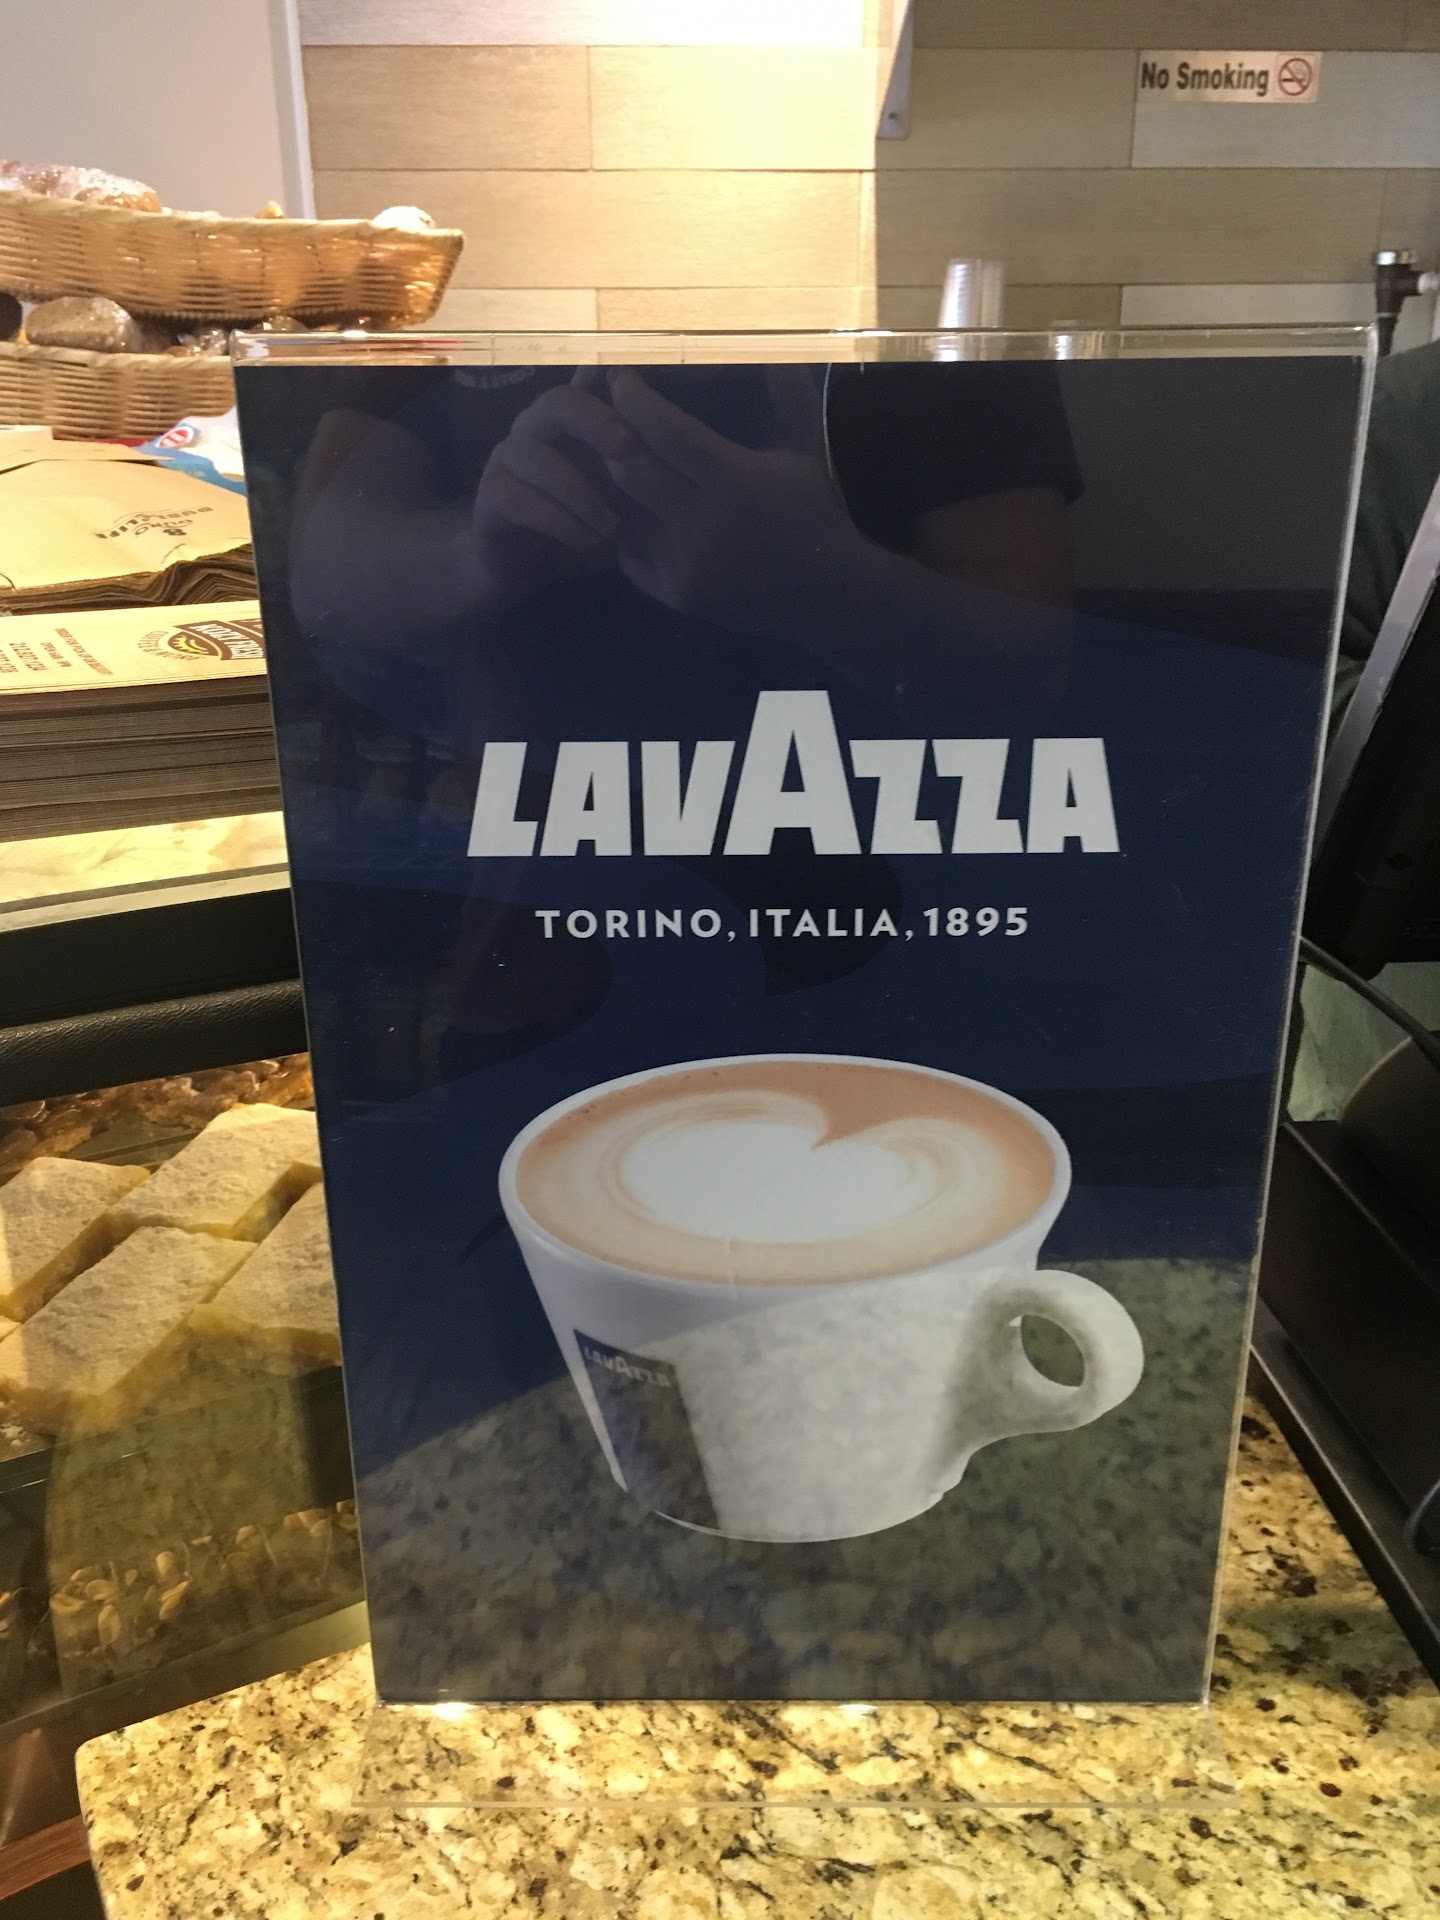 No Smoking
LAVAZZA
TORINO, ITALIA, 1895
LAVAZZA